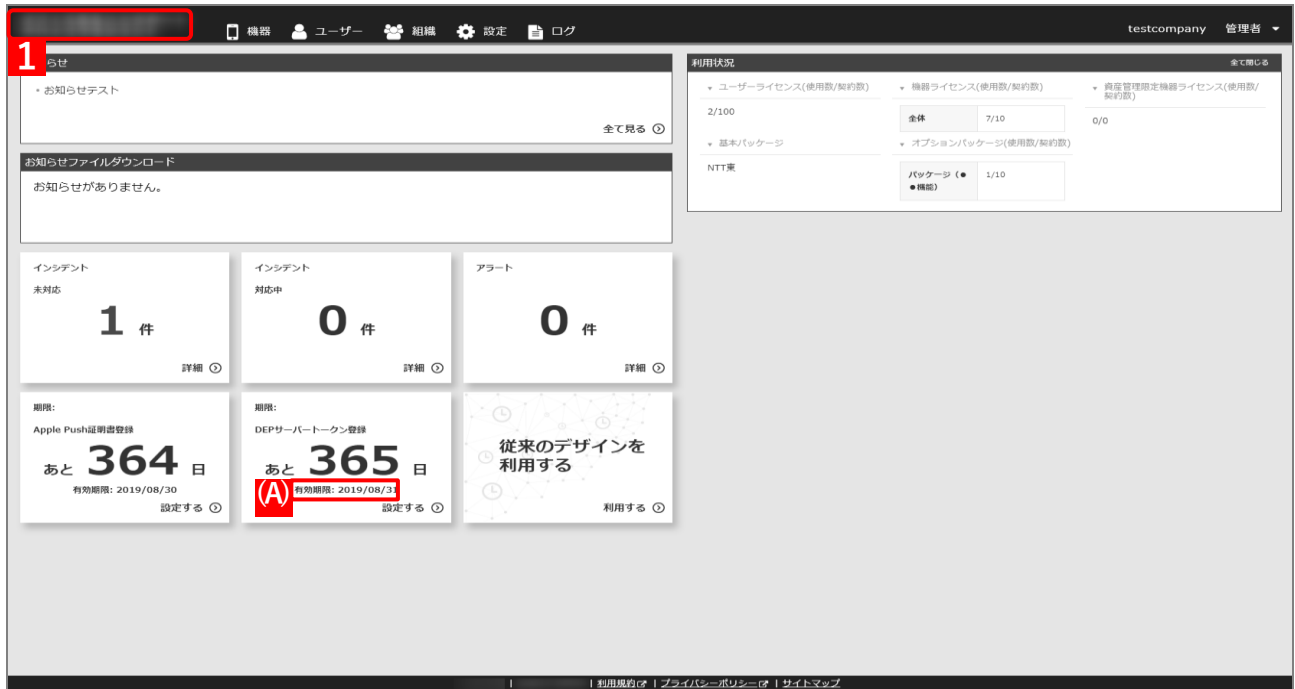 機器 ユーザー 組織 設定 ログ testcompany 管理者
1
らせ
・お知らせテスト
全て見る
お知らせファイルダウンロード
お知らせがありません。
利用状況 全て閉じる
ユーザーライセンス(使用数/契約数)
2/100
機器ライセンス(使用数/契約数)
全体 7/10
資産管理限定機器ライセンス(使用数/
契約数)
0/0
基本パッケージ
NTT東
オプションパッケージ(使用数/契約数)
パッケージ（● 1/10
●機能）
インシデント
未対応
1 件
詳細
インシデント
対応中
0 件
詳細
アラート
0 件
詳細
期限:
Apple Push証明書登録
あと 364 日
有効期限: 2019/08/30
設定する
期限:
DEPサーバートークン登録
あと 365 日
(A) 有効期限: 2019/08/31
設定する
従来のデザインを
利用する
利用する
| | 利用規約 | プライバシーポリシー | サイトマップ